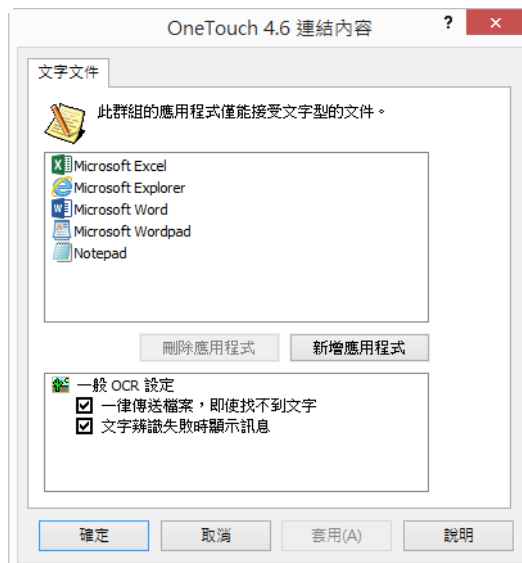 OneTouch 4.6 連結內容
?
×
文字文件
此群組的應用程式僅能接受文字型的文件。
Microsoft Excel
Microsoft Explorer
Microsoft Word
Microsoft Wordpad
Notepad
刪除應用程式 新增應用程式
一般 OCR 設定
一律傳送檔案，即使找不到文字
文字辨識失敗時顯示訊息
確定 取消 套用(A) 說明